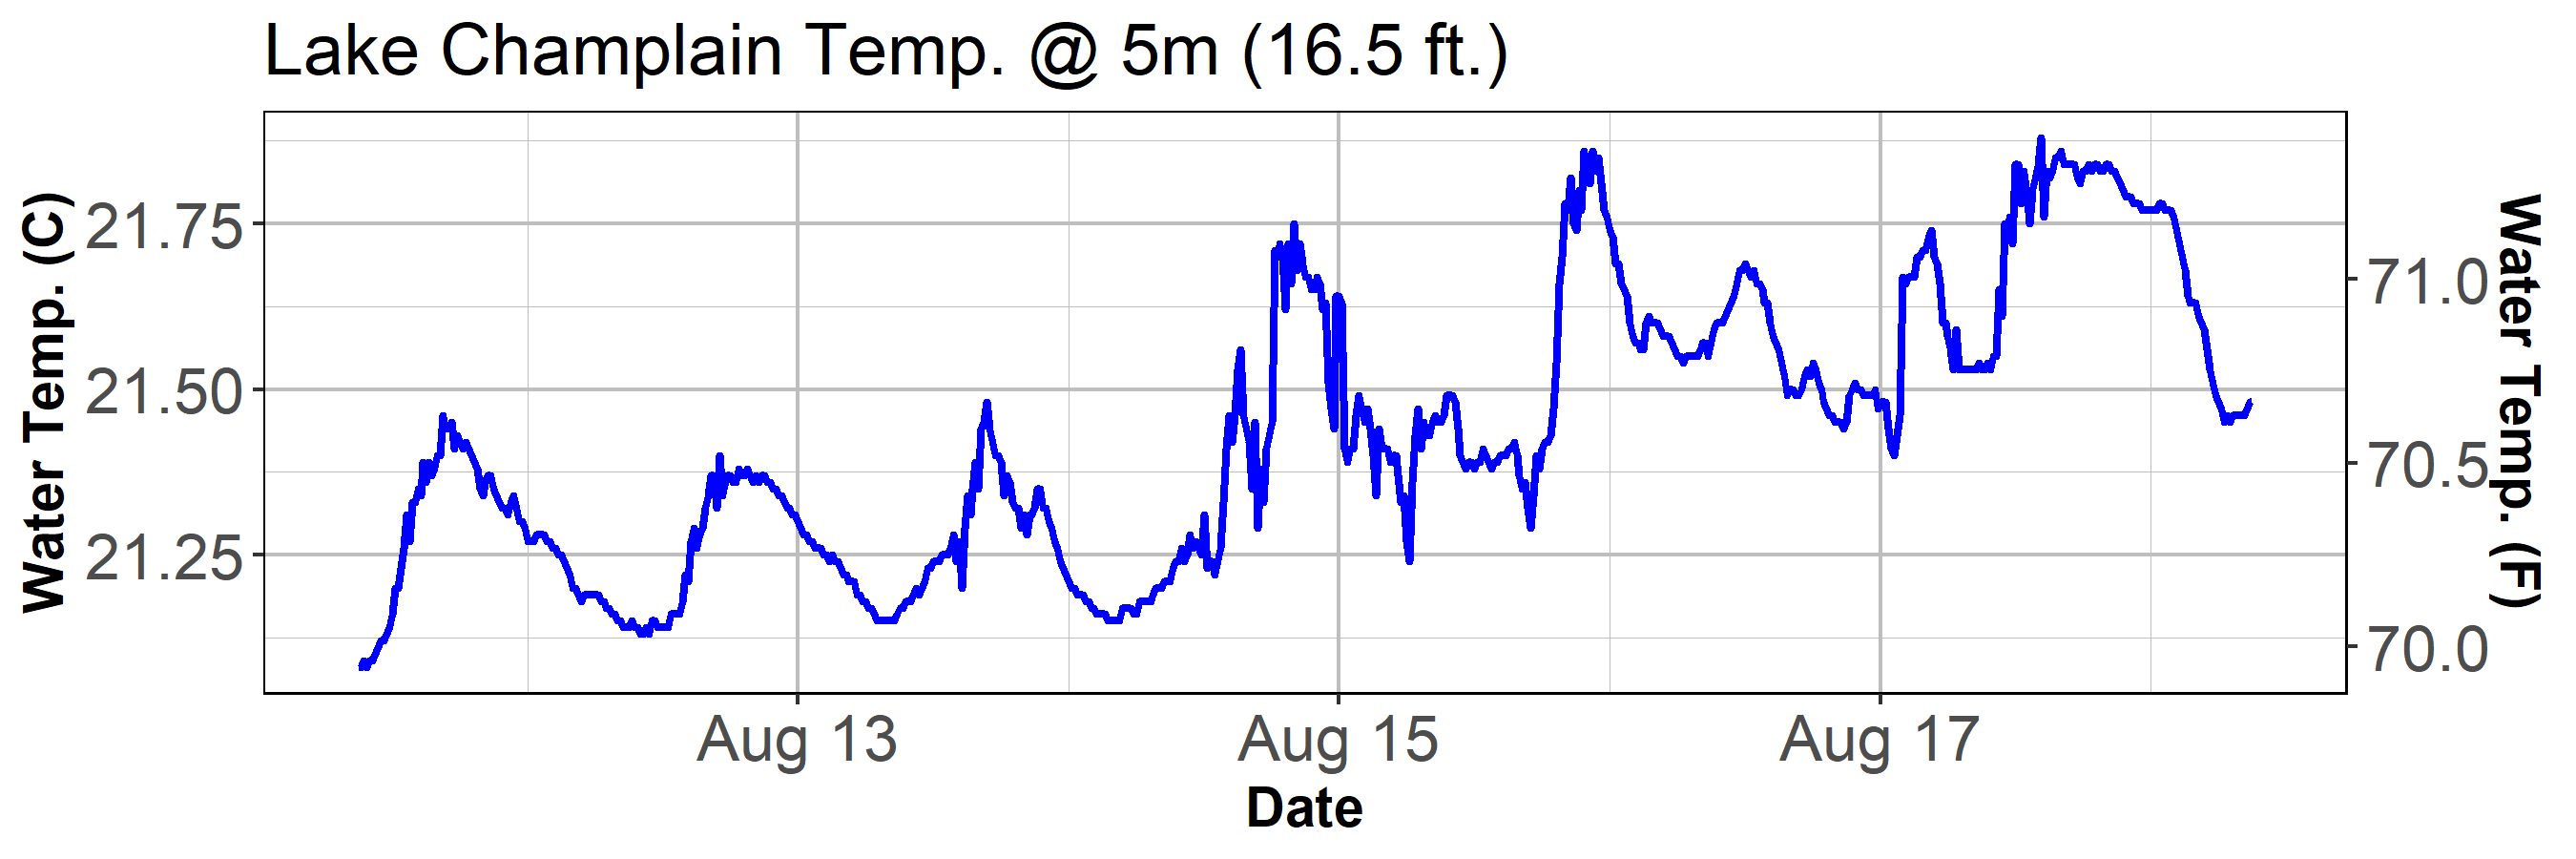 Lake Champlain Temp. @ 5m (16.5 ft.)
Water Temp. (C)
21.75
21.50
21.25
Water Temp. (F)
71.0
70.5
70.0
Aug 13
Aug 15
Aug 17
Date